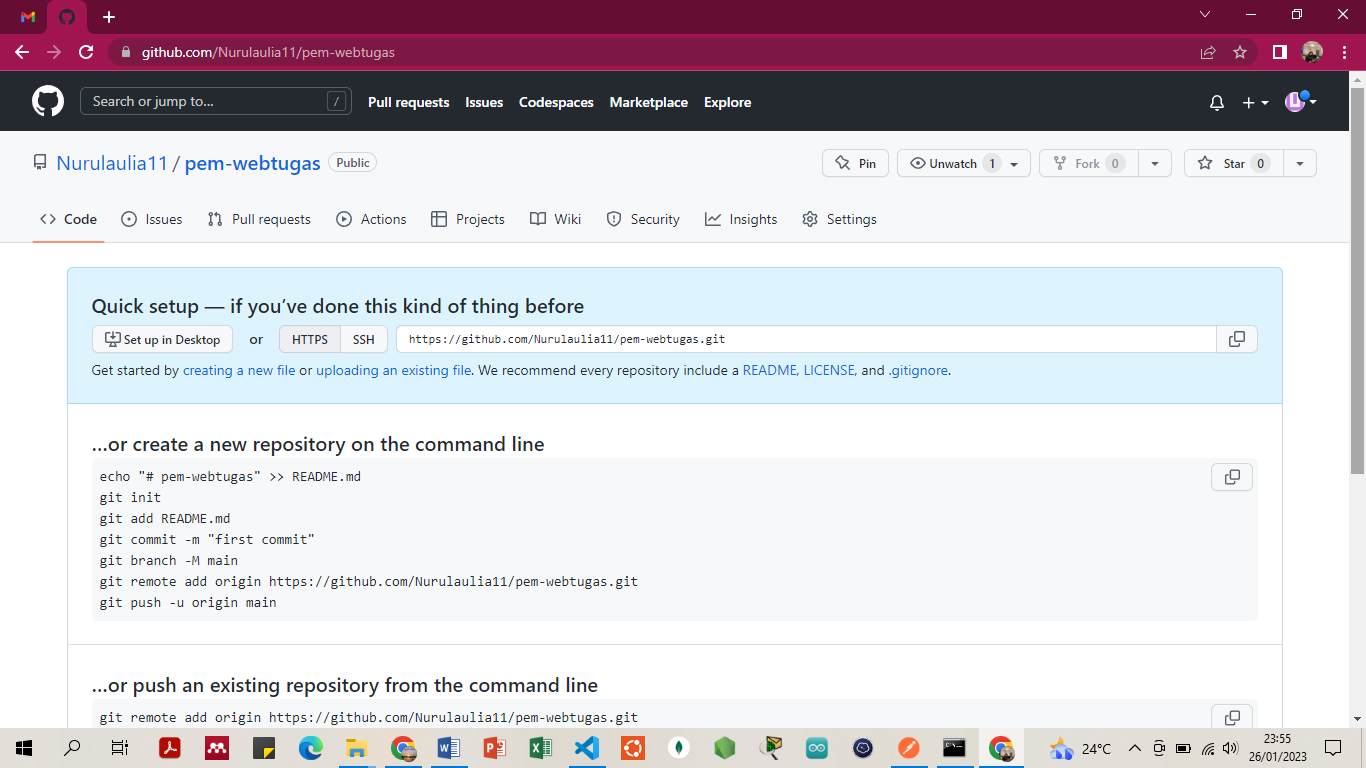 github.com/Nurulaulia11/pem-webtugas
Search or jump to... /
Pull requests Issues Codespaces Marketplace Explore
Nurulaulia11 / pem-webtugas Public
Pin Unwatch 1 Fork 0 Star 0
Code Issues Pull requests Actions Projects Wiki Security Insights Settings
Quick setup — if you’ve done this kind of thing before
Set up in Desktop or HTTPS SSH https://github.com/Nurulaulia11/pem-webtugas.git
Get started by creating a new file or uploading an existing file. We recommend every repository include a README, LICENSE, and .gitignore.
…or create a new repository on the command line
echo "# pem-webtugas" >> README.md
git init
git add README.md
git commit -m "first commit"
git branch -M main
git remote add origin https://github.com/Nurulaulia11/pem-webtugas.git
git push -u origin main
…or push an existing repository from the command line
git remote add origin https://github.com/Nurulaulia11/pem-webtugas.git
24°C
23:55
26/01/2023